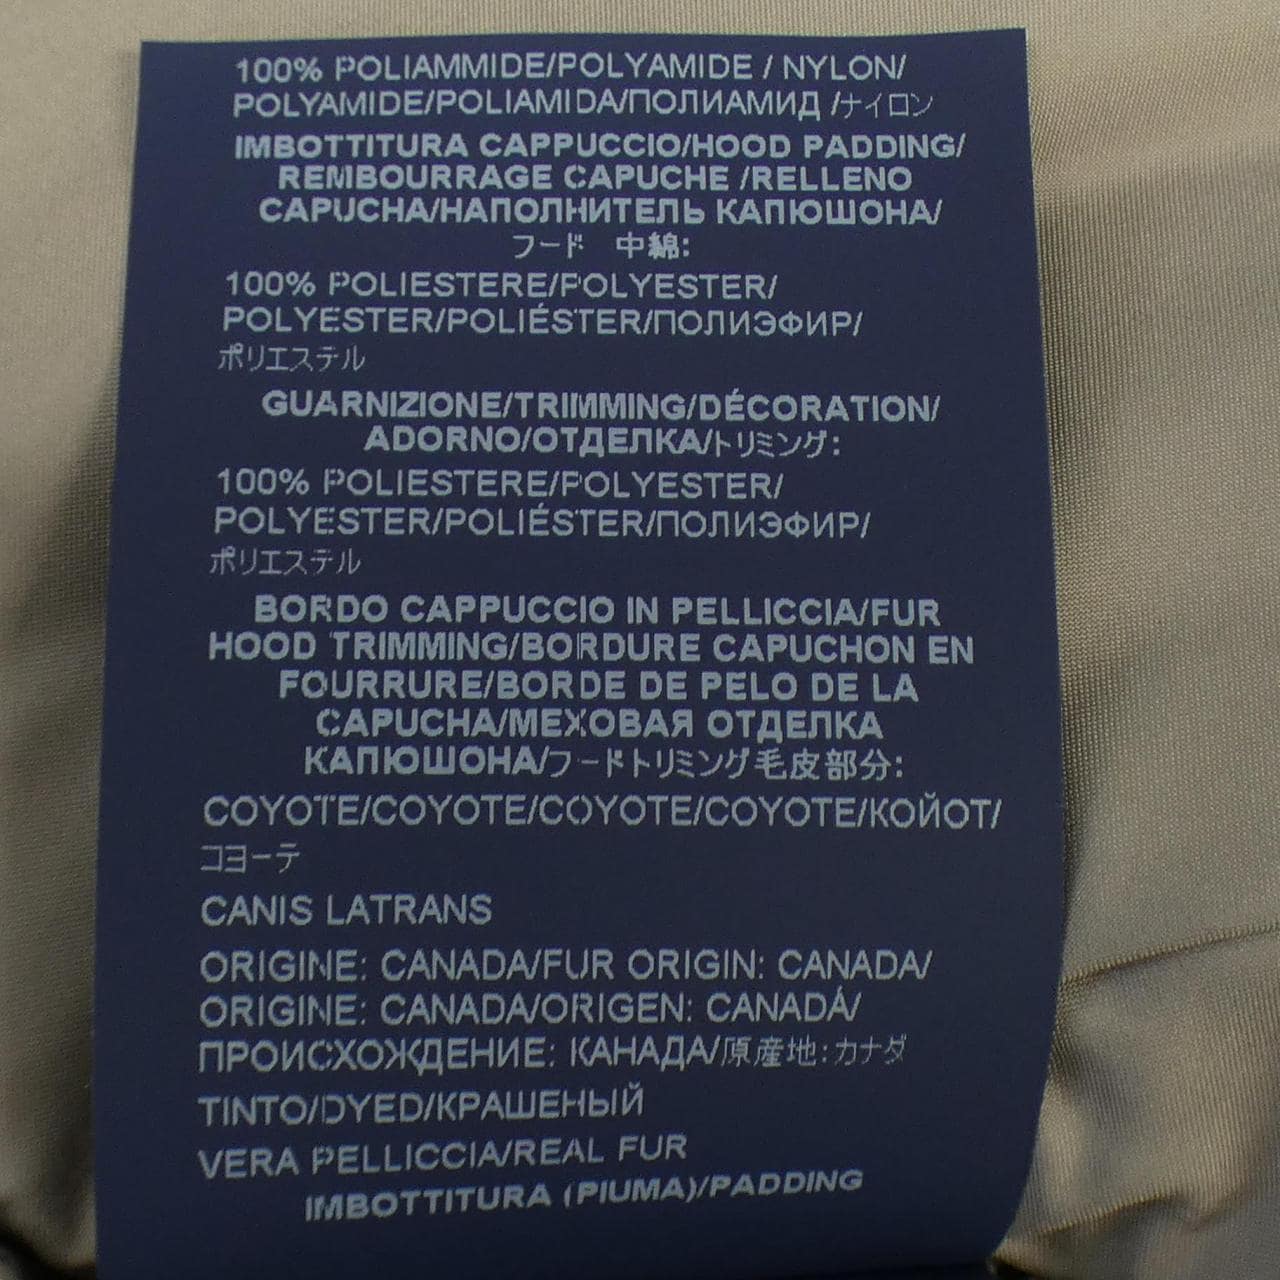 100% POLIAMMIDE/POLYAMIDE / NYLON/
POLYAMIDE/POLIAMIDA/ПОЛИАМИД /ナイロン
IMBOTTITURA CAPPUCCIO/HOOD PADDING/
REMBOURRAGE CAPUCHE /RELLENO
CAPUCHA/НАПОЛНИТЕЛЬ КАПЮШОНА/
フード 中綿:
100% POLIESTERE/POLYESTER/
POLYESTER/POLIÉSTER/ПОЛИЭФИР/
ポリエステル
GUARNIZIONE/TRIMMING/DÉCORATION/
ADORNO/ОТДЕЛКА/トリミング:
100% POLIESTERE/POLYESTER/
POLYESTER/POLIÉSTER/ПОЛИЭФИР/
ポリエステル
BORDO CAPPUCCIO IN PELLICCIA/FUR
HOOD TRIMMING/BORDURE CAPUCHON EN
FOURRURE/BORDE DE PELO DE LA
CAPUCHA/МЕХОВАЯ ОТДЕЛКА
КАПЮШОНА/フードトリミング毛皮部分:
COYOTE/COYOTE/COYOTE/COYOTE/КОЙОТ/
コヨーテ
CANIS LATRANS
ORIGINE: CANADA/FUR ORIGIN: CANADA/
ORIGINE: CANADA/ORIGEN: CANADÁ/
ПРОИСХОЖДЕНИЕ: КАНАДА/原産地:カナダ
TINTO/DYED/КРАШЕНЫЙ
VERA PELLICCIA/REAL FUR
IMBOTTITURA (PIUMA)/PADDING